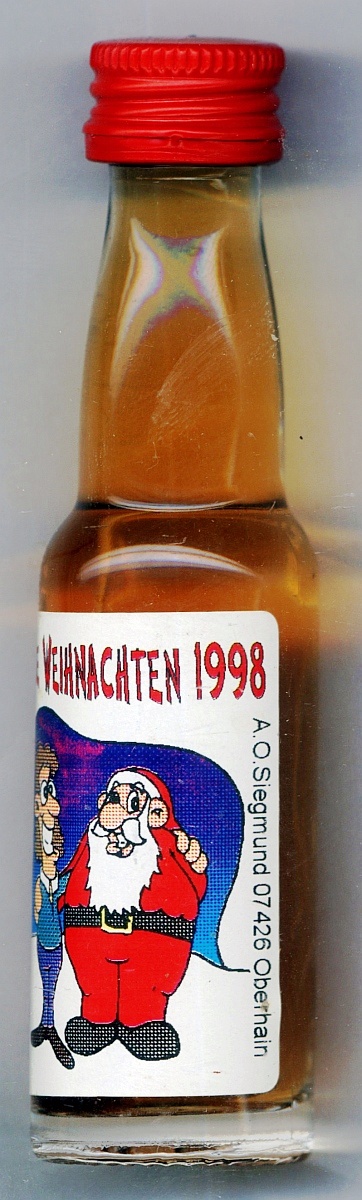 E WEIHNACHTEN 1998
A.O.Siegmund 07426 Oberhain